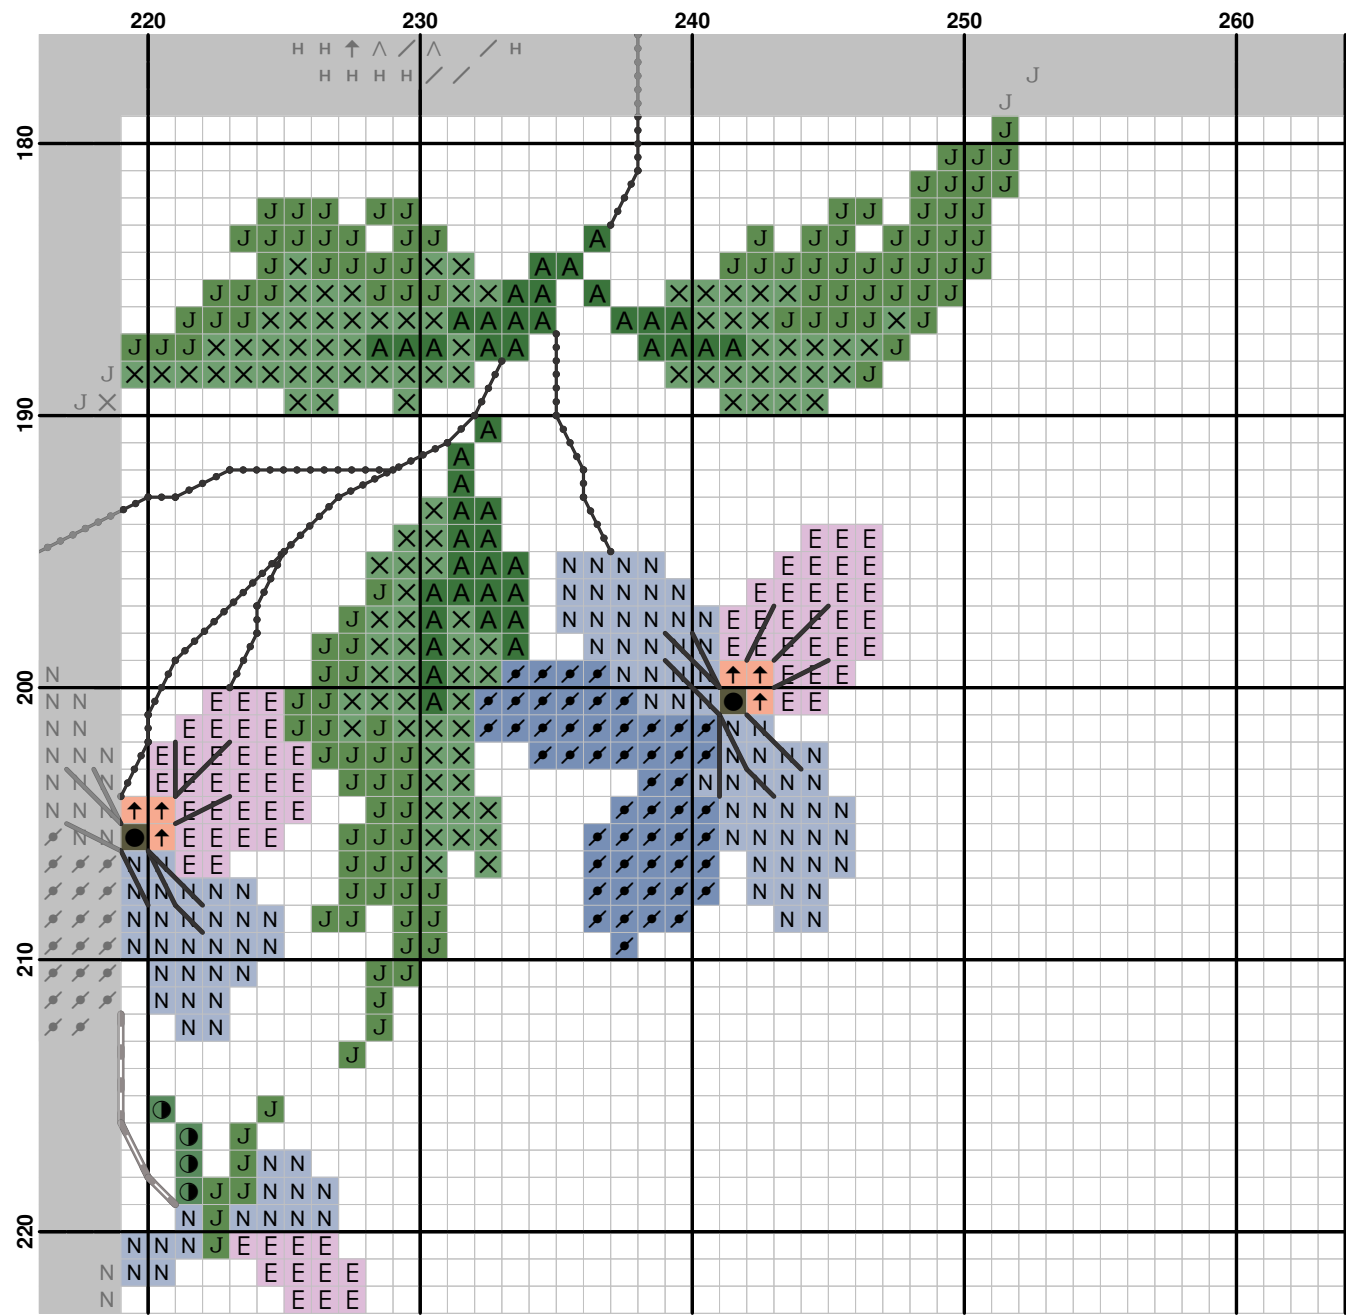 220 230 240 250 260
H H ↑ ∧ / ∧ / H
H H H H / / J
J
J
180 J J J
J J J J
J J J J J J J J J J
J J J J J J J A J J J J J J J
J X J J J J X X A A J J J J J J J J J J
J J J X X X J J J X X A A A X X X X X J J J J J J
J J J X X X X X X X A A A A A A A X X X J J J J X J
J J J X X X X X X A A A X A A A A A A X X X X X J
J X X X X X X X X X X X X X X X X X X X X J
J X X X X X X X X
190 A
A
A
X A A
X X A A E E E
X X X A A A N N N N E E E E
J X A A A A N N N N N E E E E E
J X X A X A A N N N N N N E E E E E E
J J X X A X X A N N N N N E E E E E E
N J J X X A X X N N N N ↑ ↑ E E E
200 N N E E E J J X X X A X N N N ● ↑ E E
N N E E E E J J X J X X X N N
N N N E E E E E E J J J J X X N N N N
N N N E E E E E E J J J X X N N N N N
N N N ↑ ↑ E E E E E J J X X X N N N N N
N N ● ↑ E E E E J J J X X X N N N N N
N N E E J J J X X N N N N
N N N N N J J J J N N N
N N N N N N J J J J N N
210 N N N N N N J J
N N N N J J
N N N J
N N J
J
◑ J
◑ J
◑ J N N
◑ J J N N N
N J N N N N
220 N N N J E E E E
N N N E E E E
N E E E